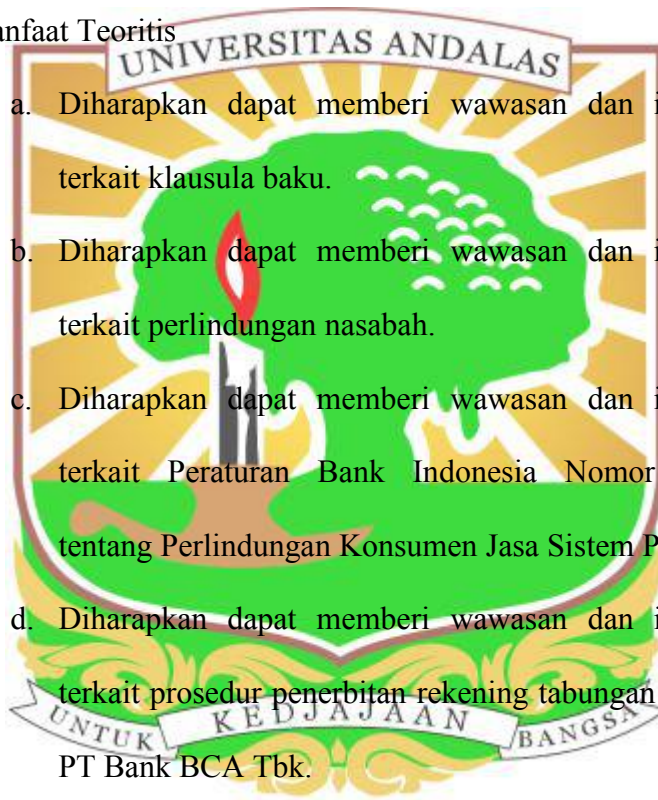 anfaat Teoritis
UNIVERSITAS ANDALAS
a. Diharapkan dapat memberi wawasan dan i
terkait klausula baku.
b. Diharapkan dapat memberi wawasan dan i
terkait perlindungan nasabah.
c. Diharapkan dapat memberi wawasan dan i
terkait Peraturan Bank Indonesia Nomor
tentang Perlindungan Konsumen Jasa Sistem P
d. Diharapkan dapat memberi wawasan dan i
terkait prosedur penerbitan rekening tabungan
UNTUK KEDJAJAAN BANGSA
PT Bank BCA Tbk.